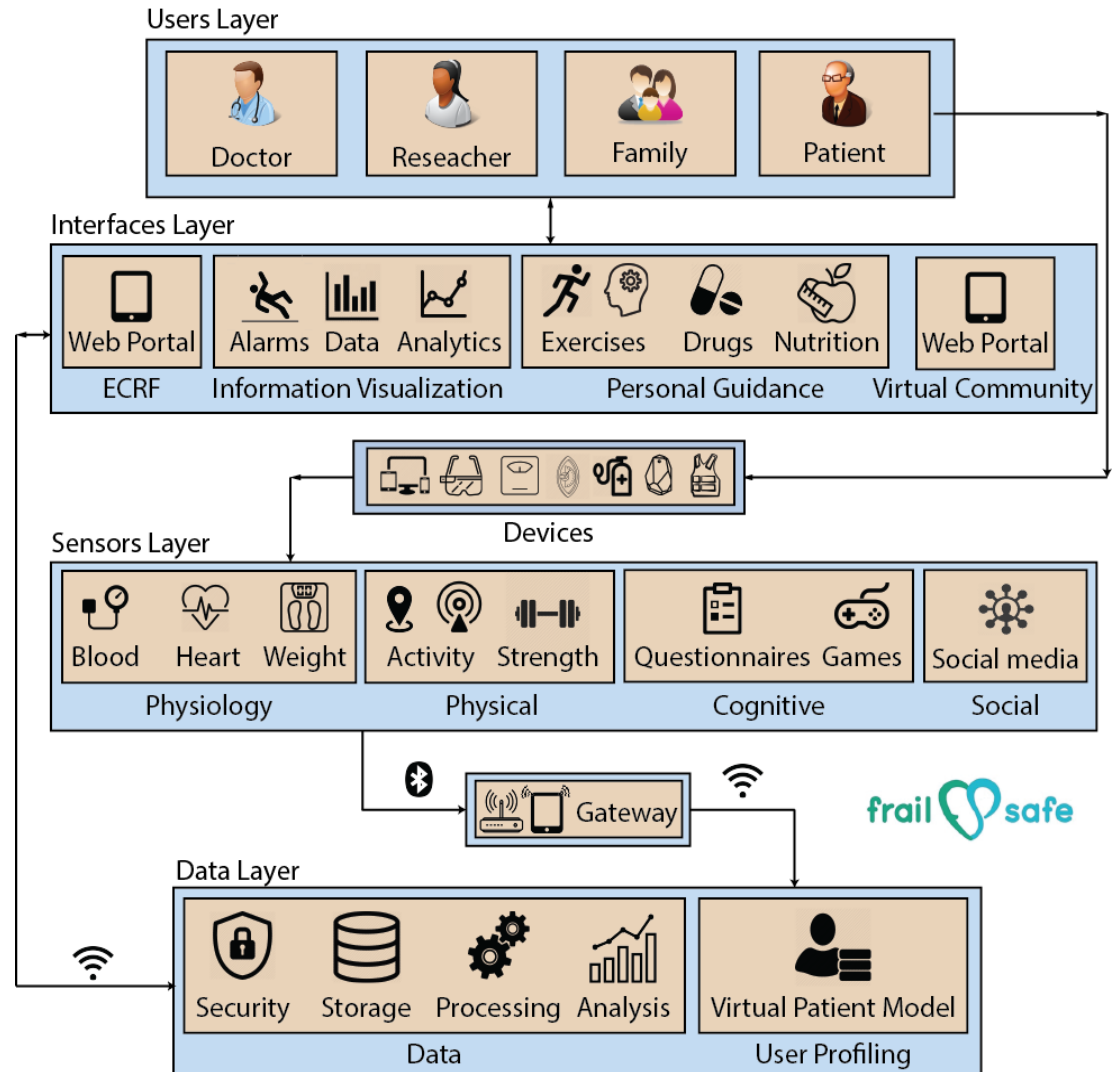 Users Layer
Doctor
Reseacher
Family
Patient
Interfaces Layer
Web Portal
Alarms Data Analytics
Exercises Drugs Nutrition
Web Portal
ECRF
Information Visualization
Personal Guidance
Virtual Community
Devices
Sensors Layer
Blood Heart Weight
Activity Strength
Questionnaires Games
Social media
Physiology
Physical
Cognitive
Social
Gateway
frail safe
Data Layer
Security Storage Processing Analysis
Virtual Patient Model
Data
User Profiling